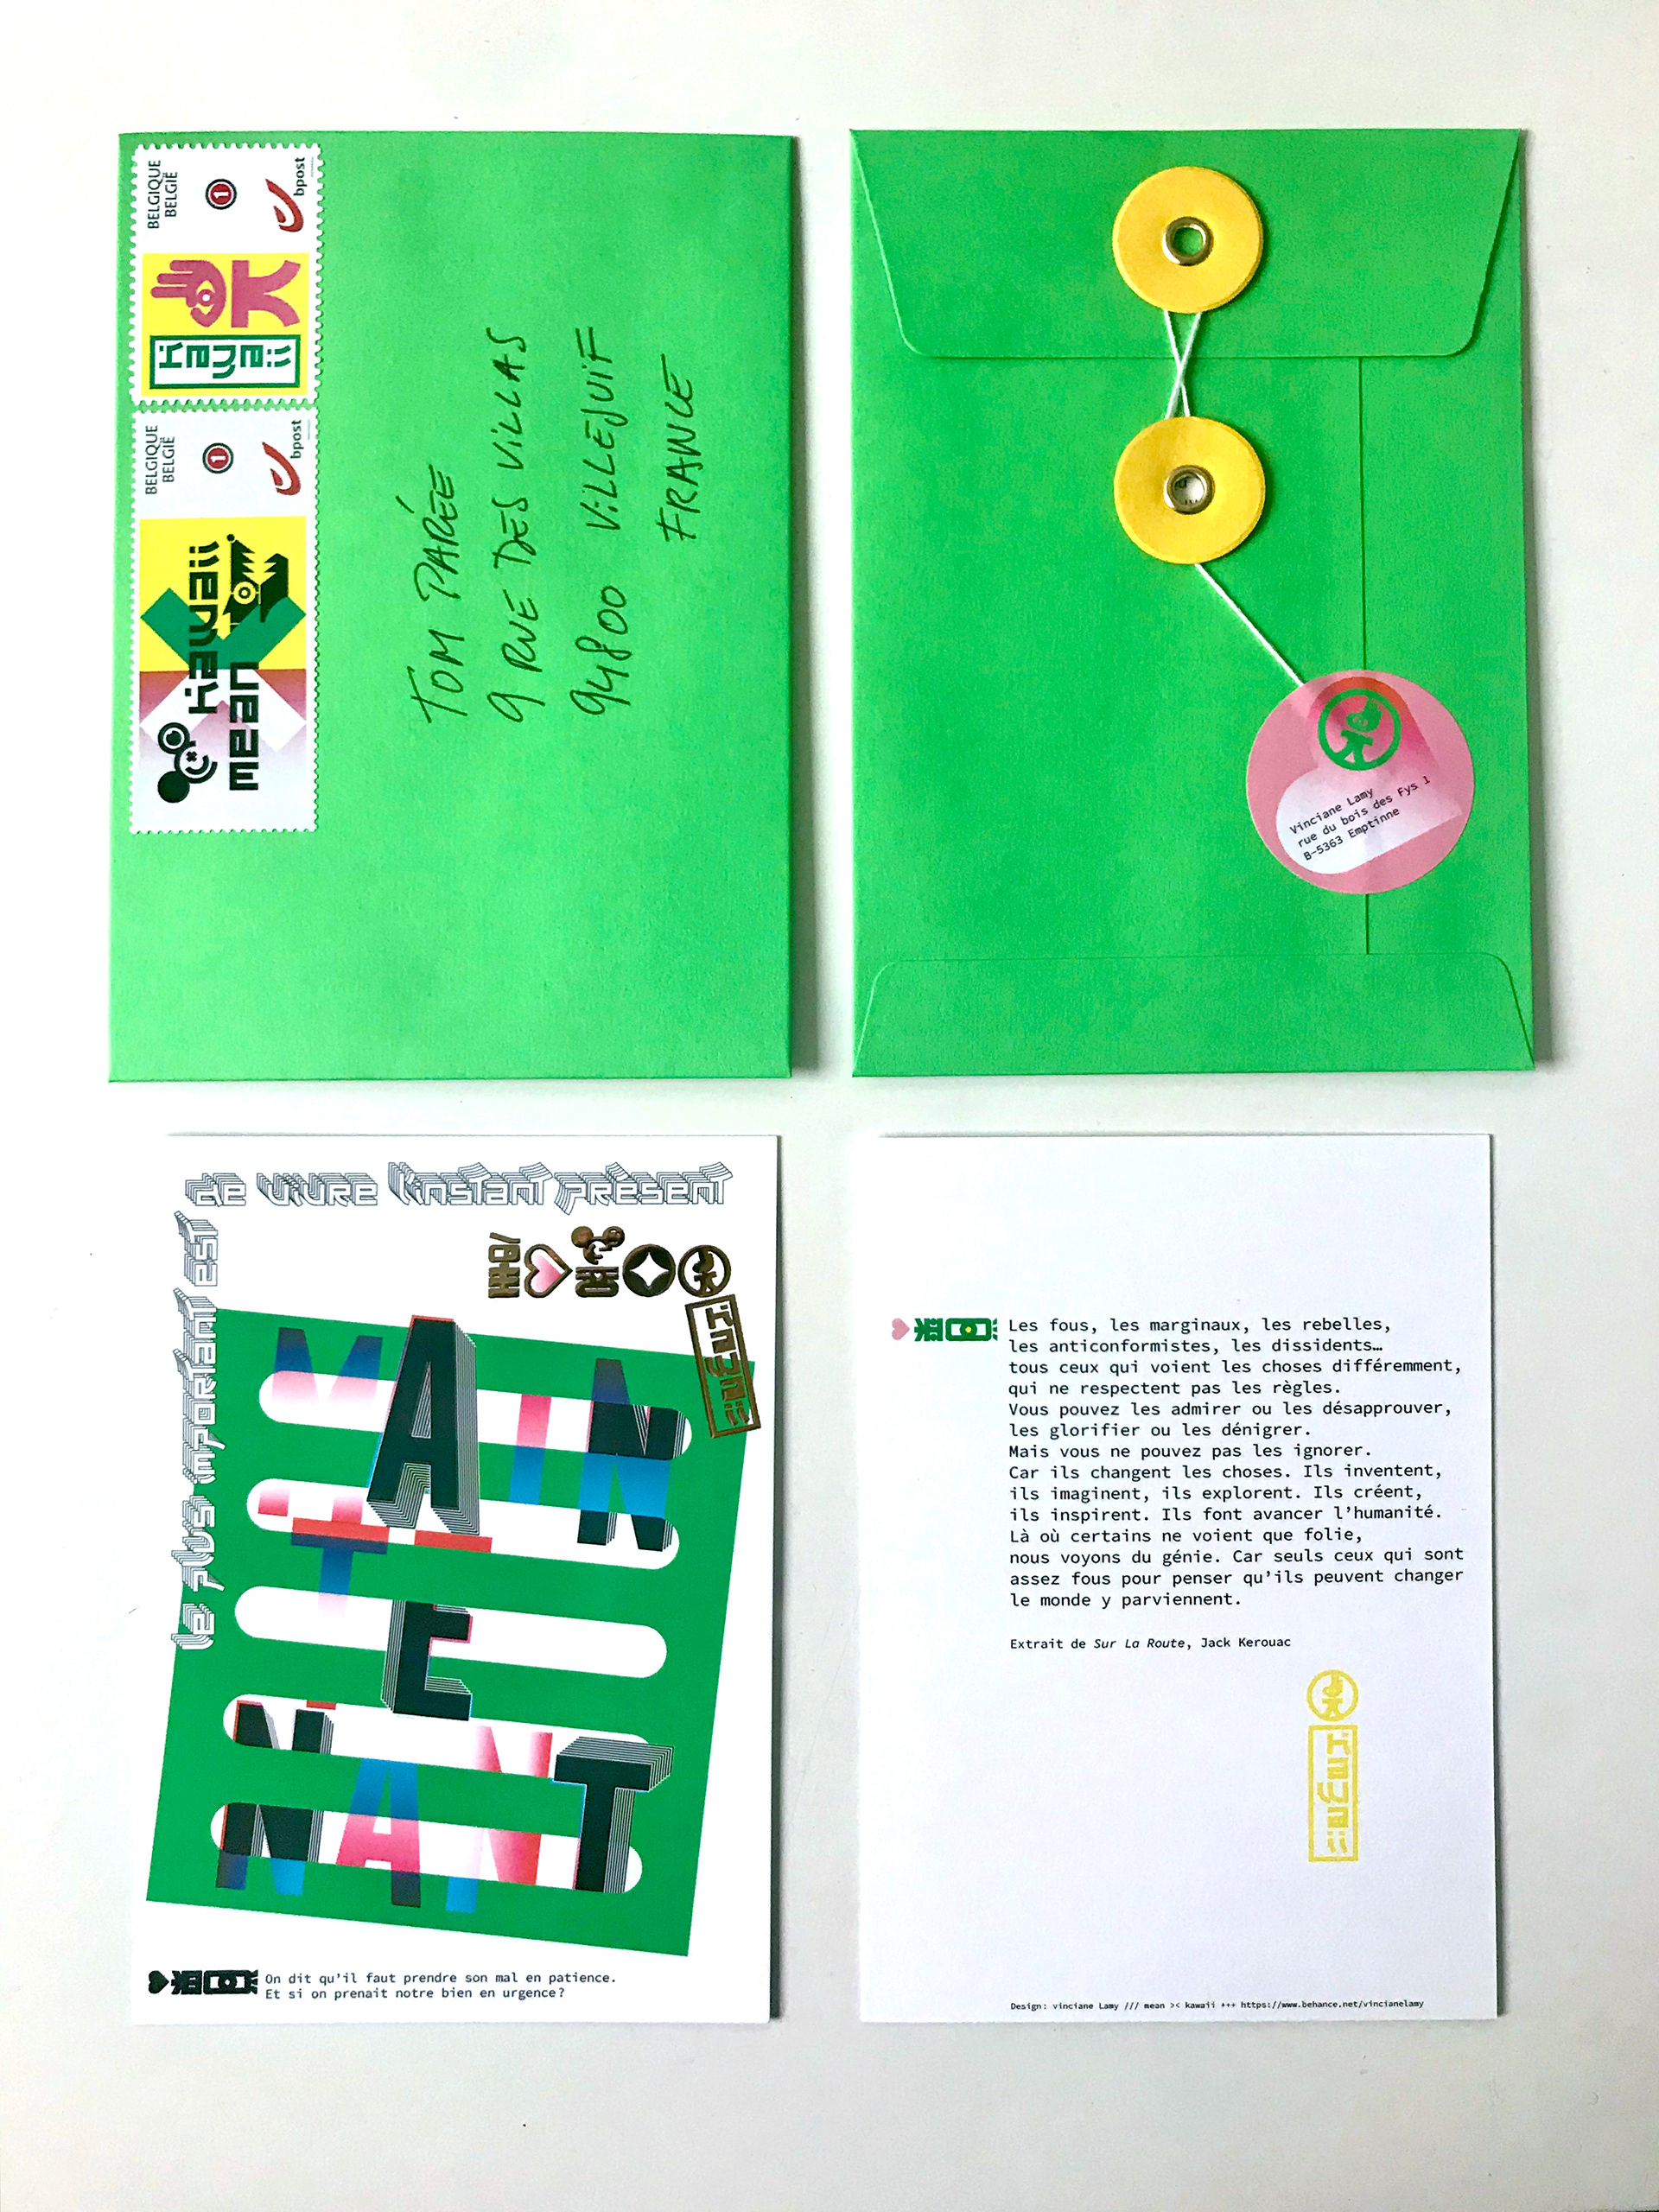 BELGIQUE
BELGIË
1
bpost
kawaii
BELGIQUE
BELGIË
1
bpost
kawaii
mean
TOM PARÉE
9 RUE DES VILLAS
94800 VILLEJUIF
FRANCE
Vinciane Lamy
rue du bois des Fys 1
B-5363 Emptinne
le plus important est
de vivre l'instant présent
kawaii
MAIN
TE
NANT
On dit qu'il faut prendre son mal en patience.
Et si on prenait notre bien en urgence?
Les fous, les marginaux, les rebelles,
les anticonformistes, les dissidents…
tous ceux qui voient les choses différemment,
qui ne respectent pas les règles.
Vous pouvez les admirer ou les désapprouver,
les glorifier ou les dénigrer.
Mais vous ne pouvez pas les ignorer.
Car ils changent les choses. Ils inventent,
ils imaginent, ils explorent. Ils créent,
ils inspirent. Ils font avancer l'humanité.
Là où certains ne voient que folie,
nous voyons du génie. Car seuls ceux qui sont
assez fous pour penser qu'ils peuvent changer
le monde y parviennent.
Extrait de Sur La Route, Jack Kerouac
kawaii
Design: vinciane Lamy /// mean >< kawaii +++ https://www.behance.net/vincianelamy